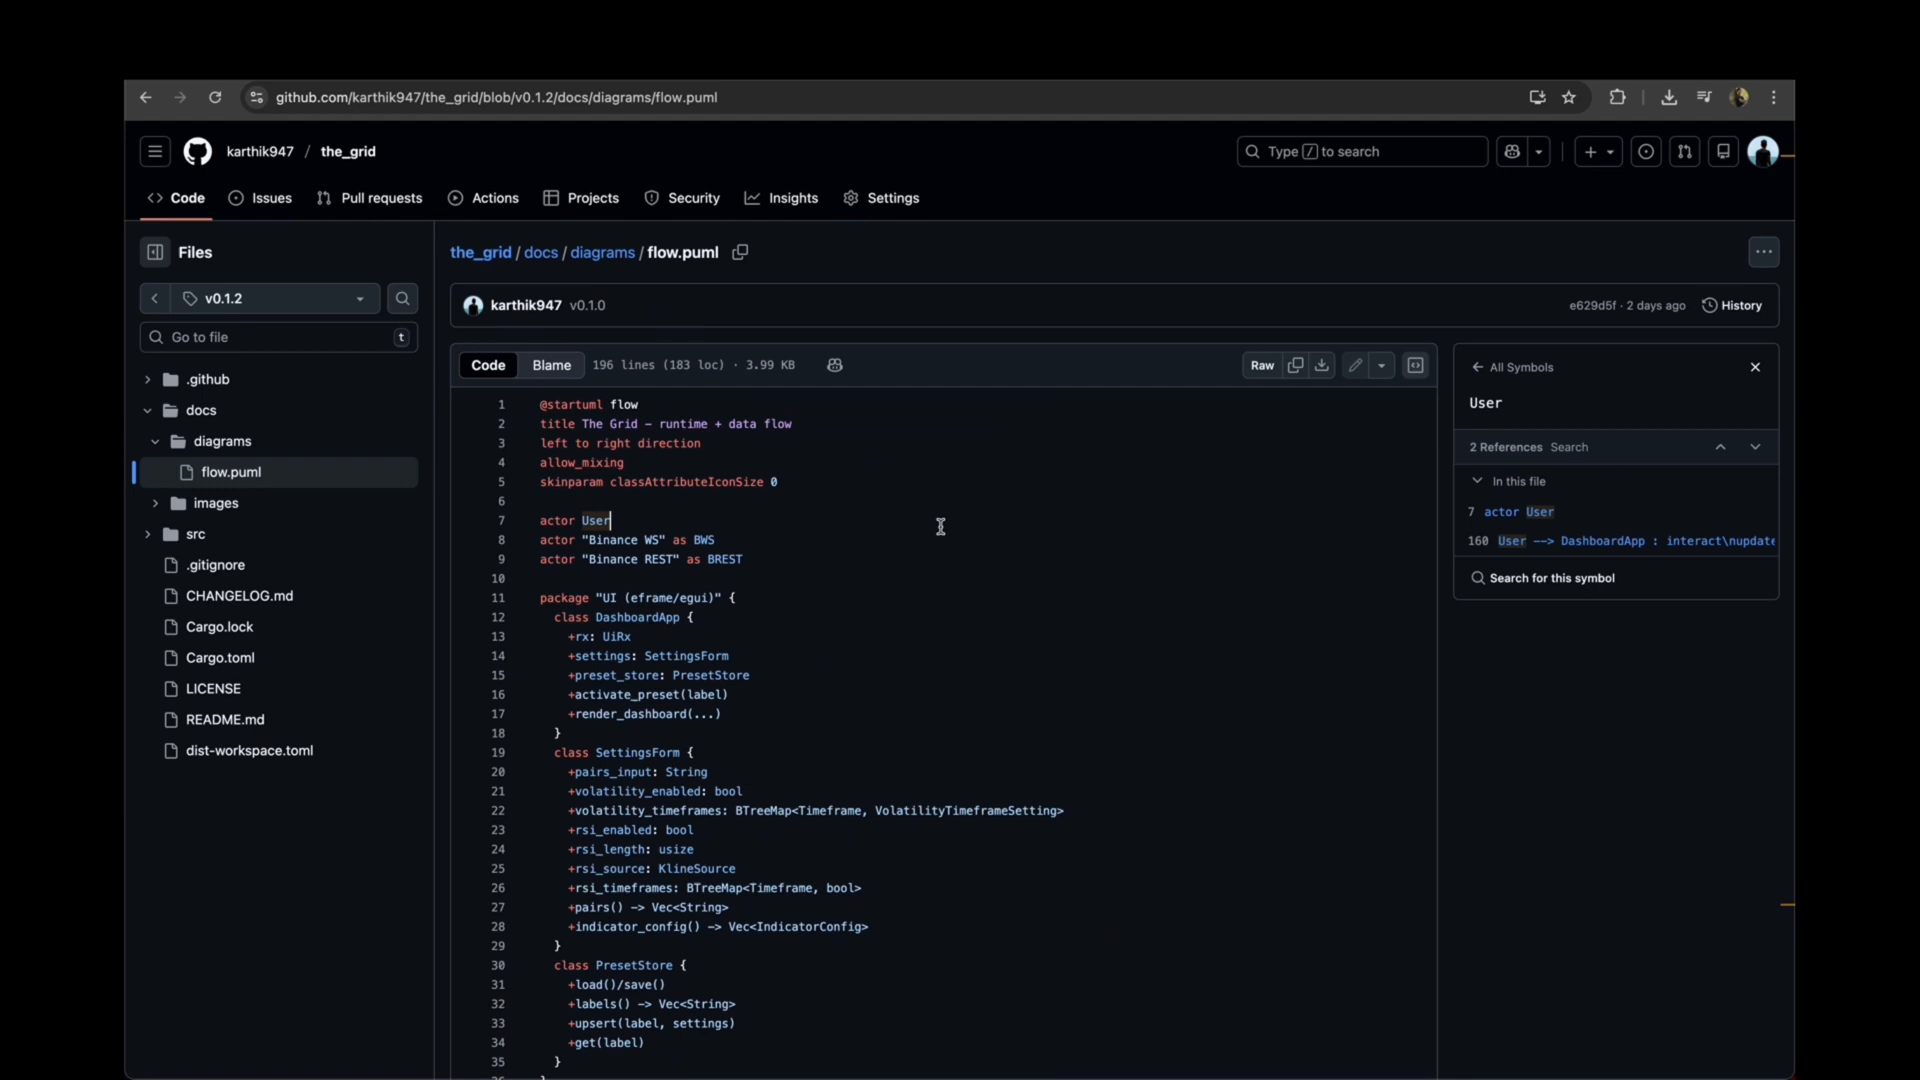 github.com/karthik947/the_grid/blob/v0.1.2/docs/diagrams/flow.puml
karthik947 / the_grid
Type / to search
Code
Issues
Pull requests
Actions
Projects
Security
Insights
Settings
Files
v0.1.2
Go to file
t
.github
docs
diagrams
flow.puml
images
src
.gitignore
CHANGELOG.md
Cargo.lock
Cargo.toml
LICENSE
README.md
dist-workspace.toml
the_grid / docs / diagrams / flow.puml
karthik947 v0.1.0
e629d5f · 2 days ago
History
Code
Blame
196 lines (183 loc) · 3.99 KB
Raw
1 @startuml flow
2 title The Grid – runtime + data flow
3 left to right direction
4 allow_mixing
5 skinparam classAttributeIconSize 0
6
7 actor User
8 actor "Binance WS" as BWS
9 actor "Binance REST" as BREST
10
11 package "UI (eframe/egui)" {
12 class DashboardApp {
13 +rx: UiRx
14 +settings: SettingsForm
15 +preset_store: PresetStore
16 +activate_preset(label)
17 +render_dashboard(...)
18 }
19 class SettingsForm {
20 +pairs_input: String
21 +volatility_enabled: bool
22 +volatility_timeframes: BTreeMap<Timeframe, VolatilityTimeframeSetting>
23 +rsi_enabled: bool
24 +rsi_length: usize
25 +rsi_source: KlineSource
26 +rsi_timeframes: BTreeMap<Timeframe, bool>
27 +pairs() -> Vec<String>
28 +indicator_config() -> Vec<IndicatorConfig>
29 }
30 class PresetStore {
31 +load()/save()
32 +labels() -> Vec<String>
33 +upsert(label, settings)
34 +get(label)
35 }
All Symbols
User
2 References Search
In this file
7 actor User
160 User --> DashboardApp : interact\nupdate
Search for this symbol